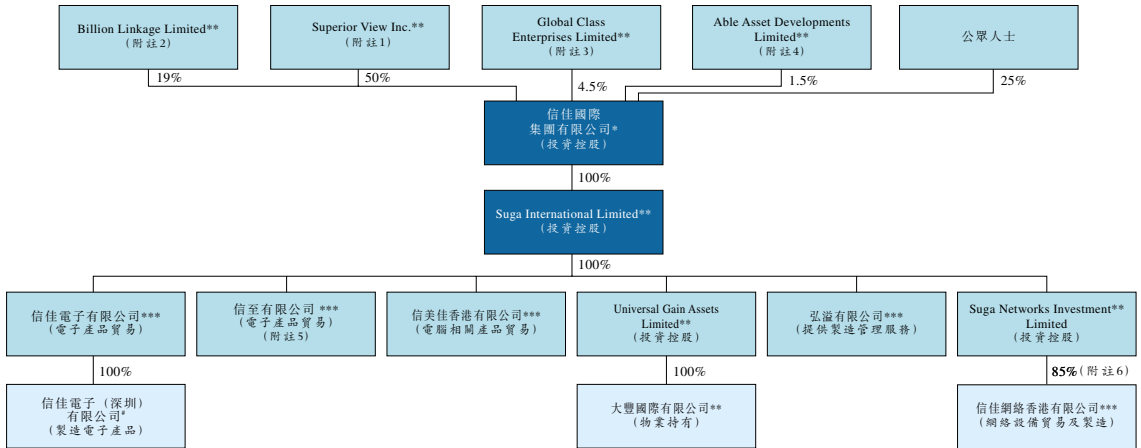 Billion Linkage Limited**
(附註2)
Superior View Inc.**
(附註1)
Global Class
Enterprises Limited**
(附註3)
Able Asset Developments
Limited**
(附註4)
公眾人士
19%
50%
4.5%
1.5%
25%
信佳國際
集團有限公司*
(投資控股)
100%
Suga International Limited**
(投資控股)
100%
信佳電子有限公司***
(電子產品貿易)
信至有限公司 ***
(電子產品貿易)
(附註5)
信美佳香港有限公司***
(電腦相關產品貿易)
Universal Gain Assets
Limited**
(投資控股)
弘溢有限公司***
(提供製造管理服務)
Suga Networks Investment**
Limited
(投資控股)
100%
100%
85%(附註6)
信佳電子(深圳)
有限公司#
(製造電子產品)
大豐國際有限公司**
(物業持有)
信佳網絡香港有限公司***
(網絡設備貿易及製造)